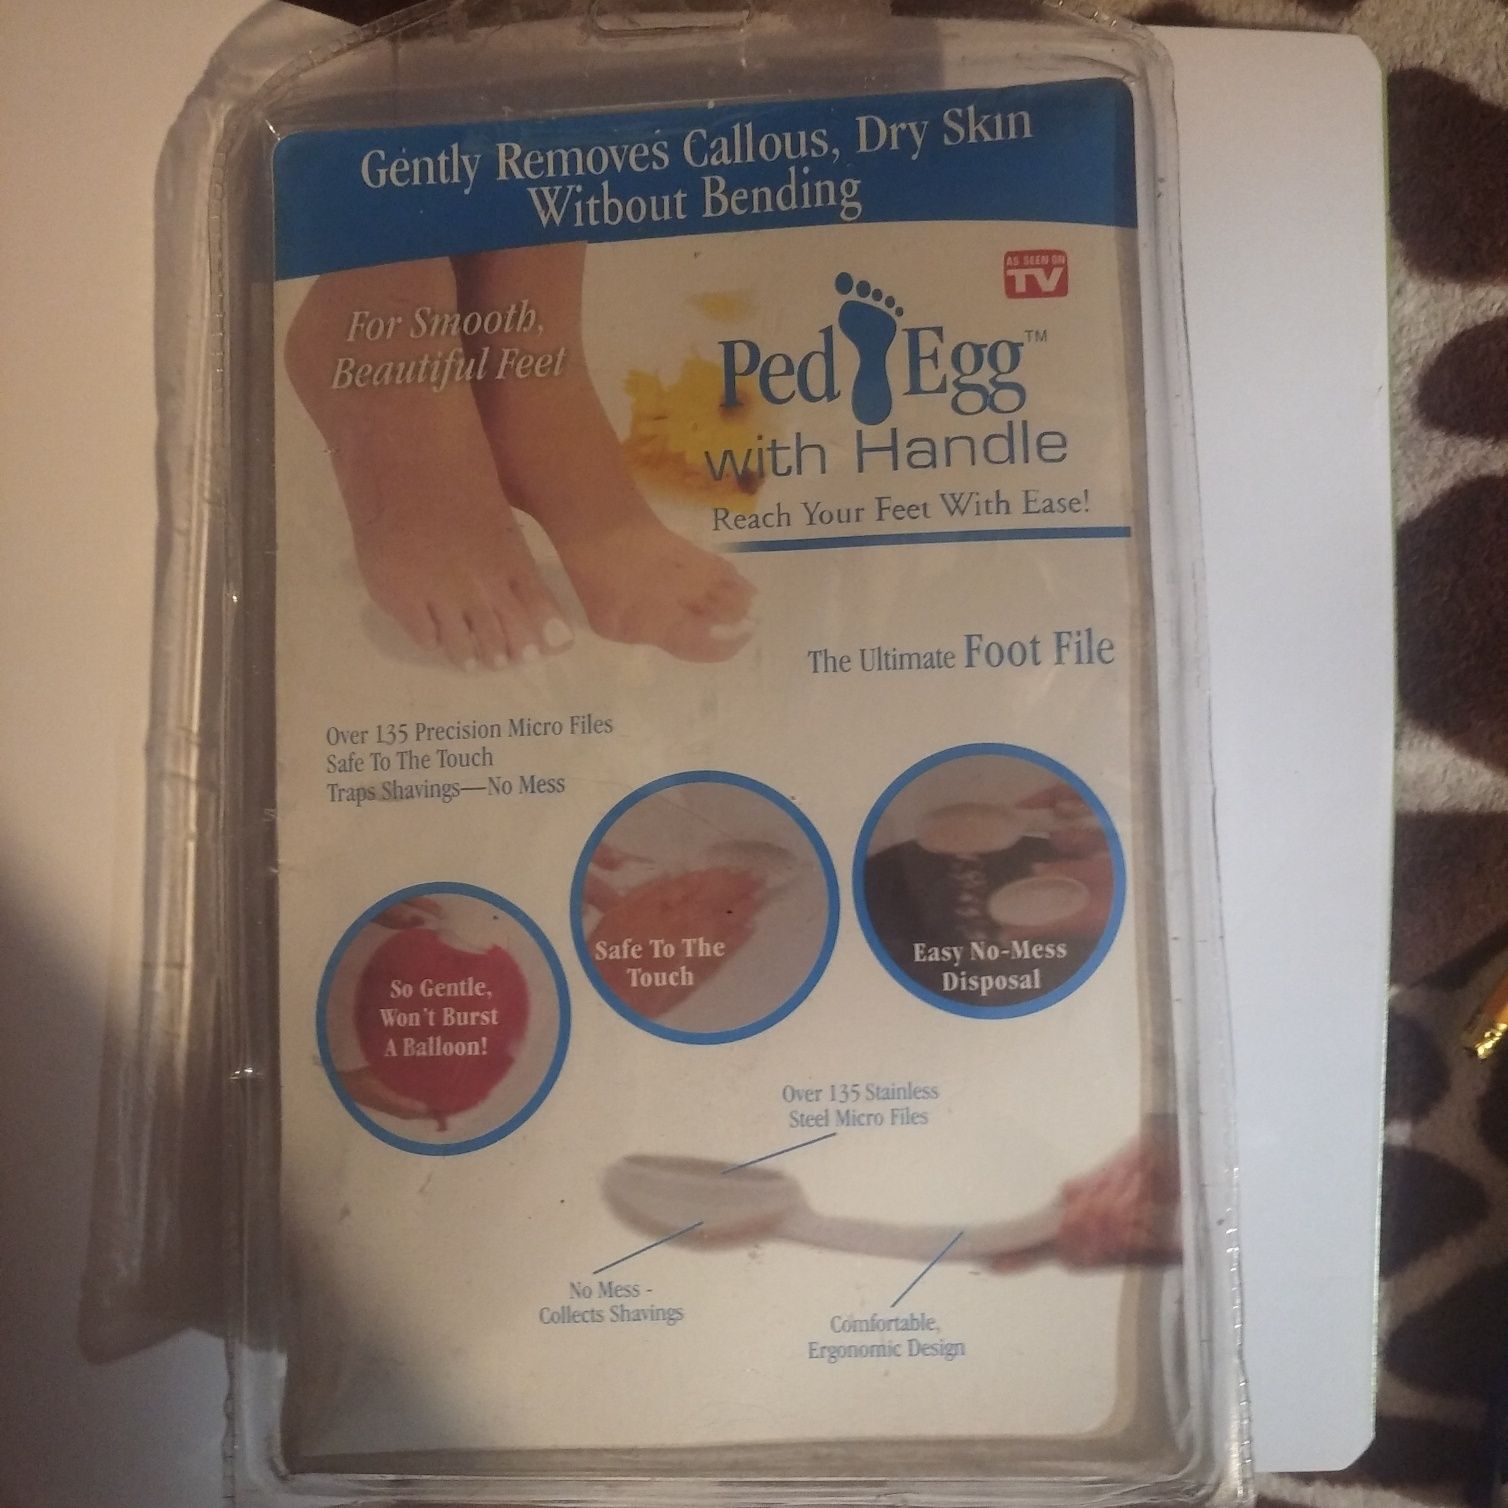 Gently Removes Callous, Dry Skin
Witbout Bending
AS SEEN ON
TV
For Smooth,
Beautiful Feet
Ped Egg™
with Handle
Reach Your Feet With Ease!
The Ultimate Foot File
Over 135 Precision Micro Files
Safe To The Touch
Traps Shavings—No Mess
So Gentle,
Won't Burst
A Balloon!
Safe To The
Touch
Easy No-Mess
Disposal
Over 135 Stainless
Steel Micro Files
No Mess -
Collects Shavings
Comfortable,
Ergonomic Design